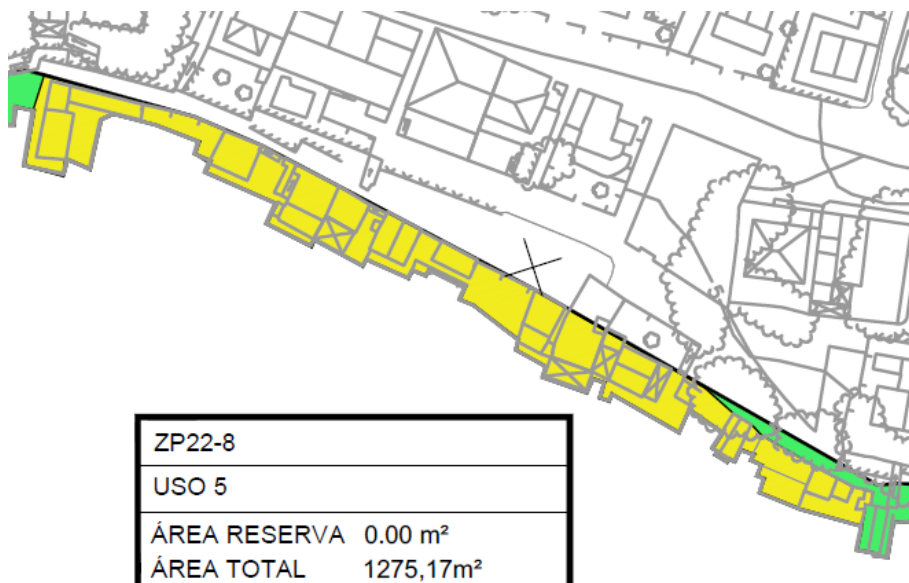 ZP22-8
USO 5
ÁREA RESERVA 0.00 m²
ÁREA TOTAL 1275,17m²